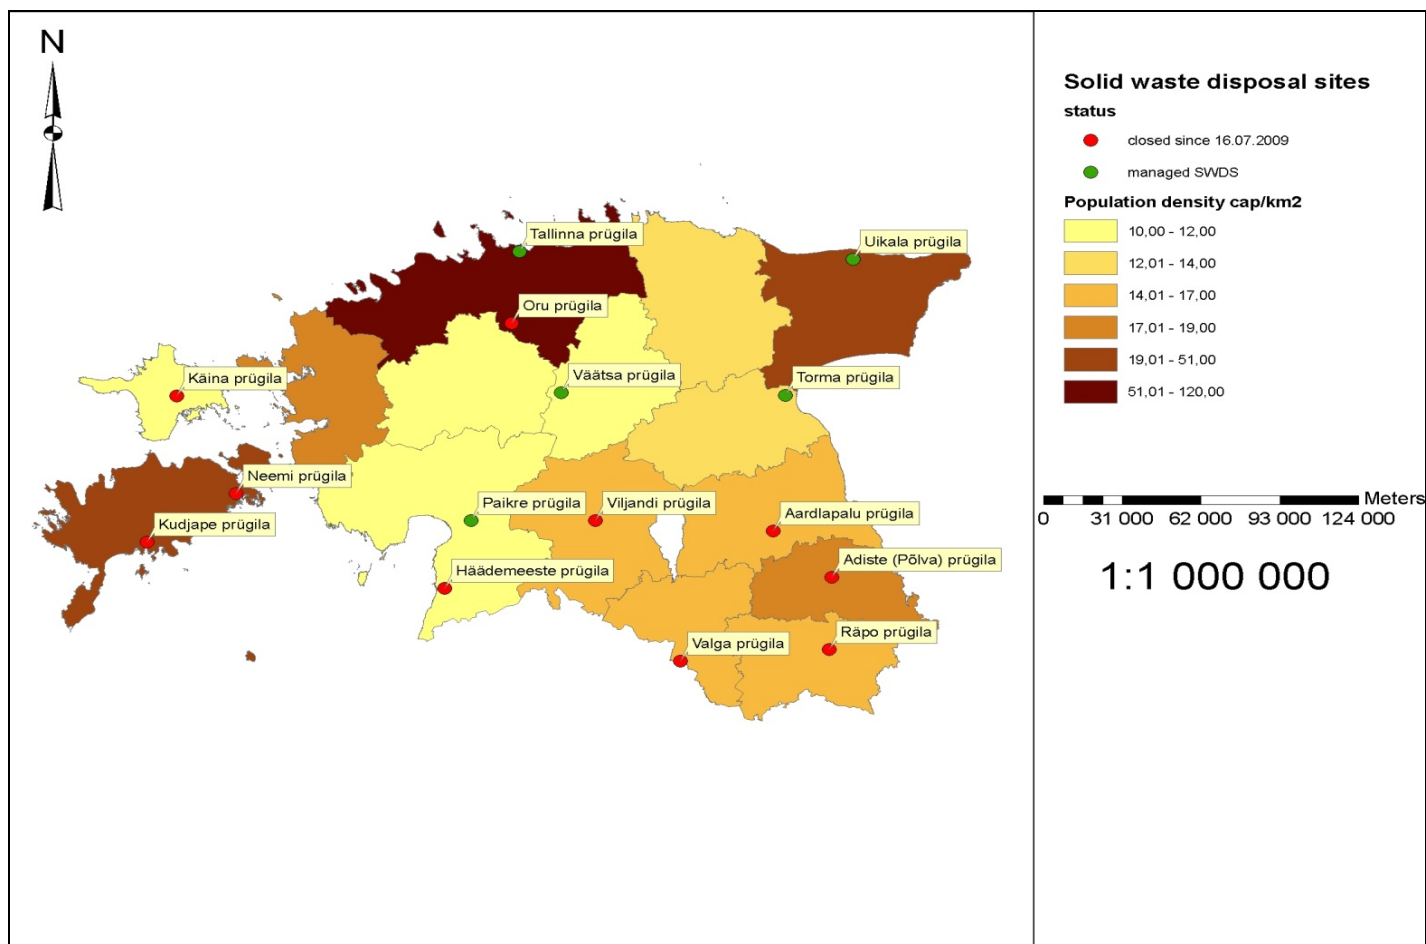 N
Tallinna prügila
Uikala prügila
Oru prügila
Käina prügila
Väätsa prügila
Torma prügila
Neemi prügila
Paikre prügila
Viljandi prügila
Kudjape prügila
Aardlapalu prügila
Häädemeeste prügila
Adiste (Põlva) prügila
Valga prügila
Räpo prügila
Solid waste disposal sites
status
closed since 16.07.2009
managed SWDS
Population density cap/km2
10,00 - 12,00
12,01 - 14,00
14,01 - 17,00
17,01 - 19,00
19,01 - 51,00
51,01 - 120,00
Meters
0 31 000 62 000 93 000 124 000
1:1 000 000